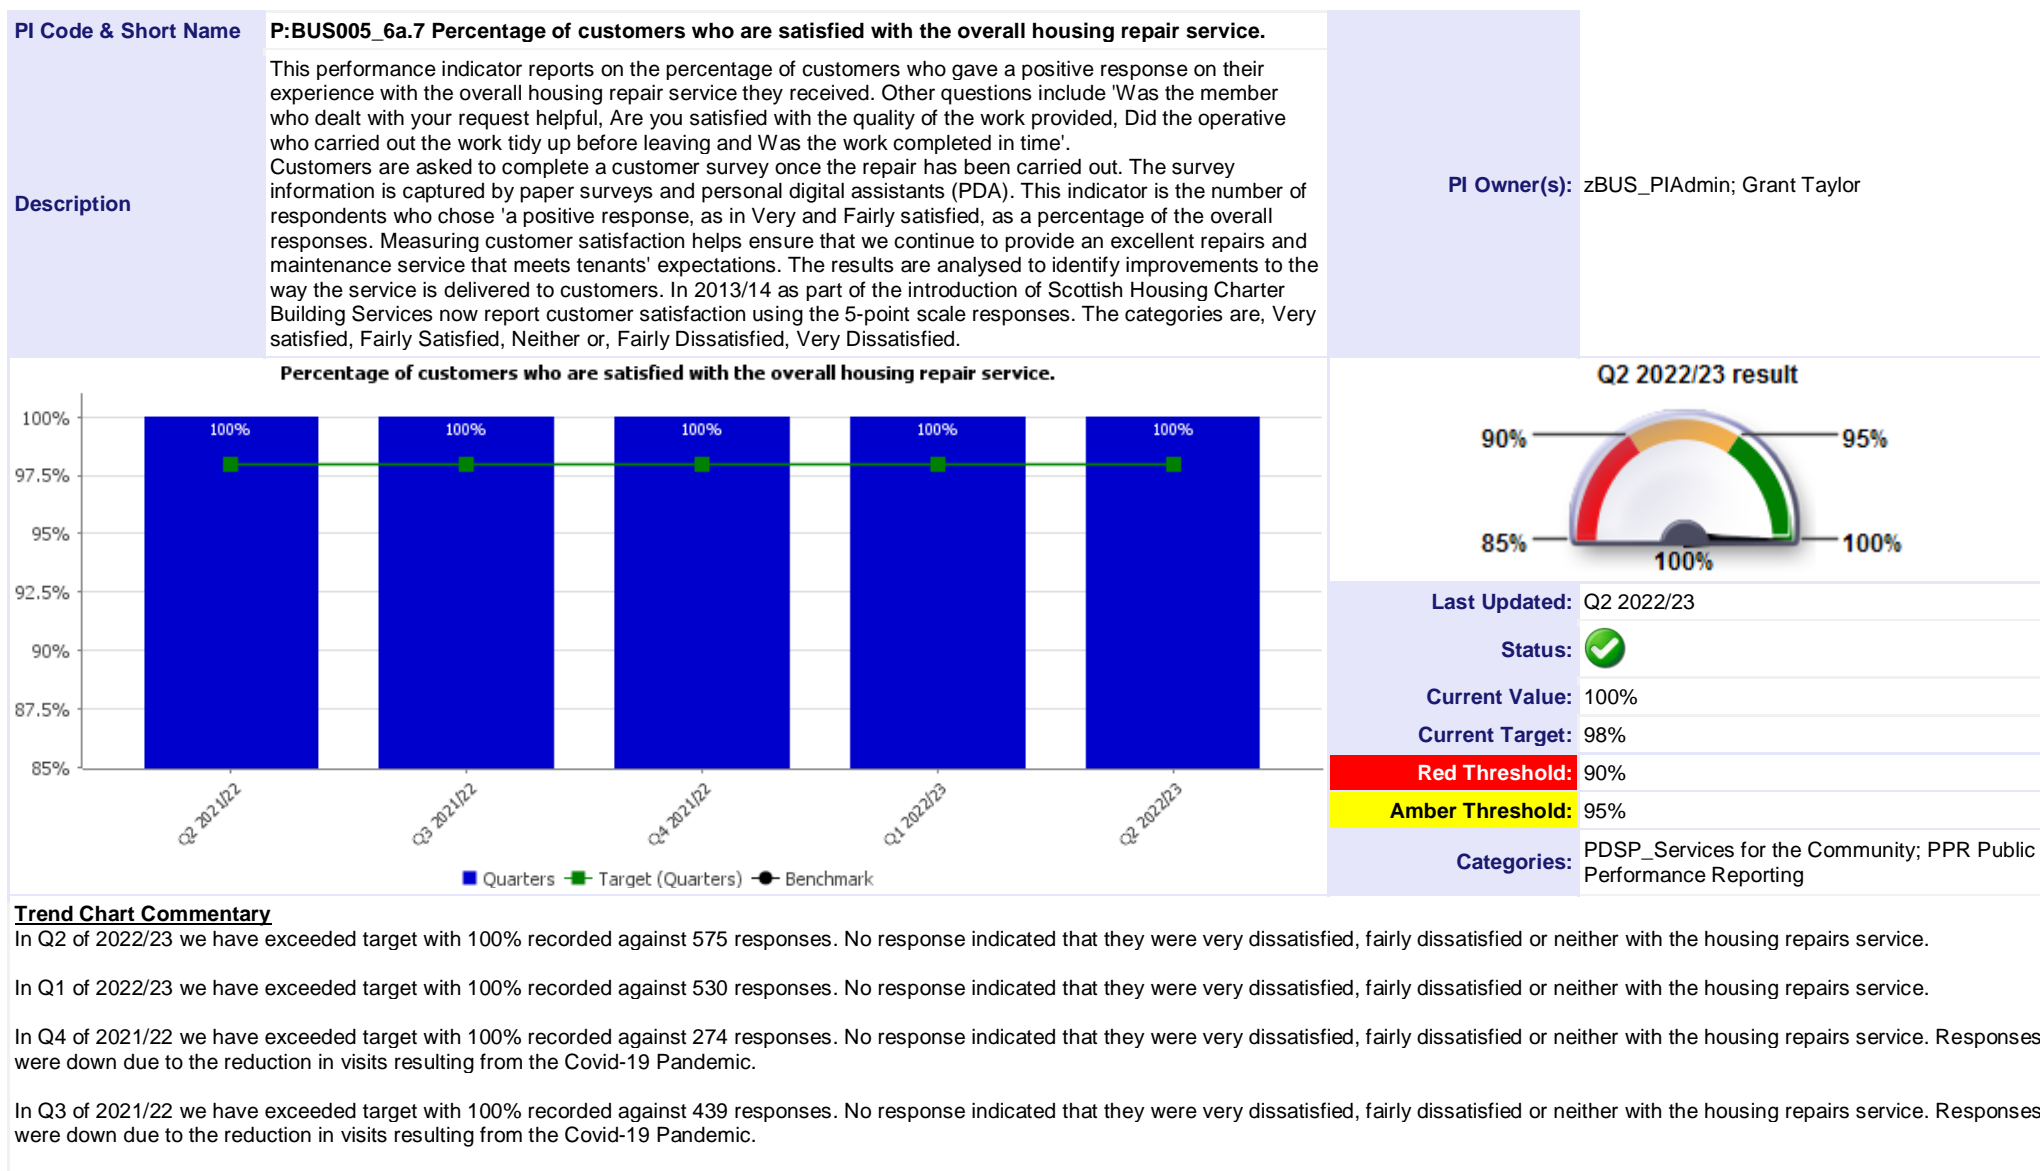 PI Code & Short Name
P:BUS005_6a.7 Percentage of customers who are satisfied with the overall housing repair service.
Description
This performance indicator reports on the percentage of customers who gave a positive response on their
experience with the overall housing repair service they received. Other questions include 'Was the member
who dealt with your request helpful, Are you satisfied with the quality of the work provided, Did the operative
who carried out the work tidy up before leaving and Was the work completed in time'.
Customers are asked to complete a customer survey once the repair has been carried out. The survey
information is captured by paper surveys and personal digital assistants (PDA). This indicator is the number of
respondents who chose 'a positive response, as in Very and Fairly satisfied, as a percentage of the overall
responses. Measuring customer satisfaction helps ensure that we continue to provide an excellent repairs and
maintenance service that meets tenants' expectations. The results are analysed to identify improvements to the
way the service is delivered to customers. In 2013/14 as part of the introduction of Scottish Housing Charter
Building Services now report customer satisfaction using the 5-point scale responses. The categories are, Very
satisfied, Fairly Satisfied, Neither or, Fairly Dissatisfied, Very Dissatisfied.
PI Owner(s):
zBUS_PIAdmin; Grant Taylor
Percentage of customers who are satisfied with the overall housing repair service.
100%
97.5%
95%
92.5%
90%
87.5%
85%
100%
100%
100%
100%
100%
Q2 2021/22
Q3 2021/22
Q4 2021/22
Q1 2022/23
Q2 2022/23
Quarters
Target (Quarters)
Benchmark
Q2 2022/23 result
90%
95%
85%
100%
100%
Last Updated:
Q2 2022/23
Status:
Current Value:
100%
Current Target:
98%
Red Threshold:
90%
Amber Threshold:
95%
Categories:
PDSP_Services for the Community; PPR Public
Performance Reporting
Trend Chart Commentary
In Q2 of 2022/23 we have exceeded target with 100% recorded against 575 responses. No response indicated that they were very dissatisfied, fairly dissatisfied or neither with the housing repairs service.
In Q1 of 2022/23 we have exceeded target with 100% recorded against 530 responses. No response indicated that they were very dissatisfied, fairly dissatisfied or neither with the housing repairs service.
In Q4 of 2021/22 we have exceeded target with 100% recorded against 274 responses. No response indicated that they were very dissatisfied, fairly dissatisfied or neither with the housing repairs service. Responses
were down due to the reduction in visits resulting from the Covid-19 Pandemic.
In Q3 of 2021/22 we have exceeded target with 100% recorded against 439 responses. No response indicated that they were very dissatisfied, fairly dissatisfied or neither with the housing repairs service. Responses
were down due to the reduction in visits resulting from the Covid-19 Pandemic.